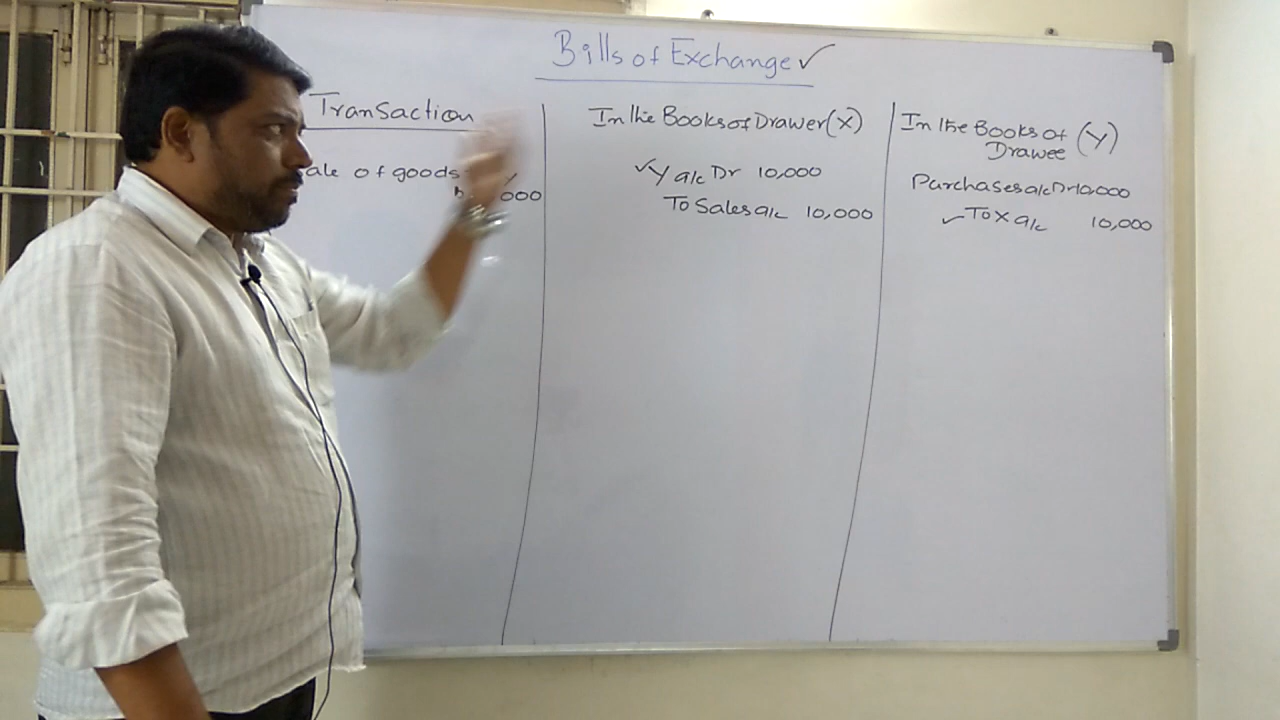 Bills of Exchange ✓
Transaction
ale of goods
000
In the Books of Drawer (X)
✓ Y a/c Dr 10,000
To Sales a/c 10,000
In the Books of (Y)
Drawee
Purchases a/c Dr 10,000
✓ To X a/c 10,000